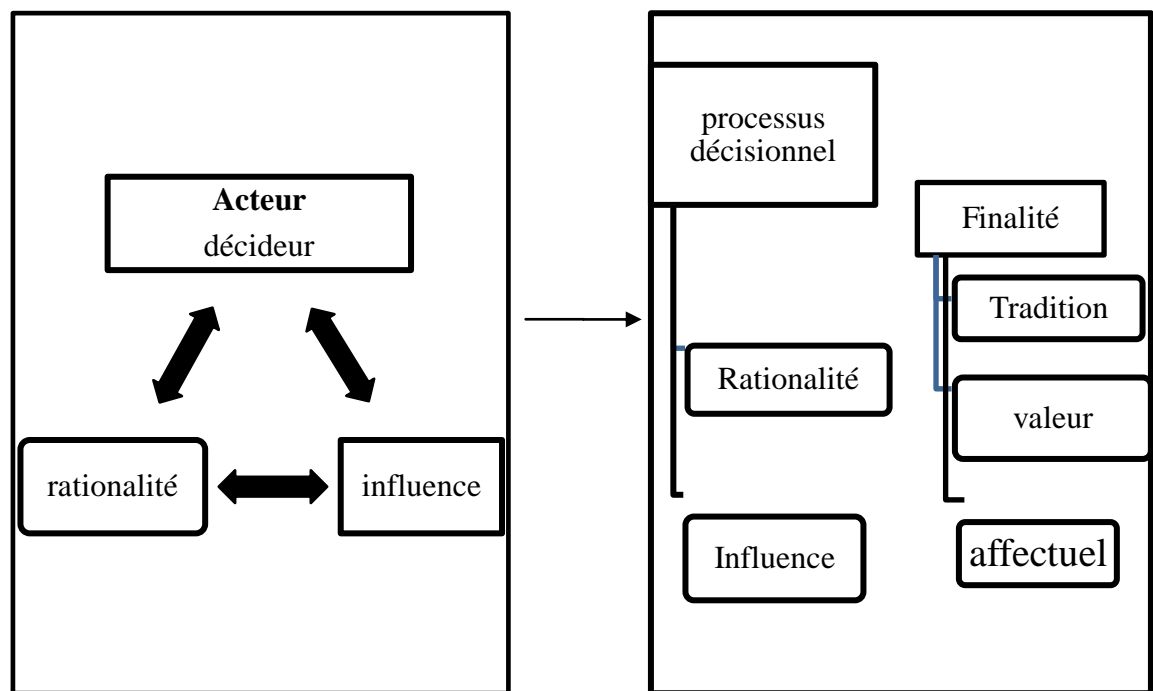 Acteur
décideur
rationalité
influence
processus
décisionnel
Rationalité
Influence
Finalité
Tradition
valeur
affectuel